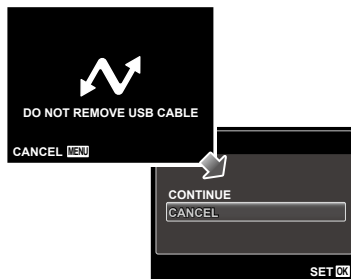 DO NOT REMOVE USB CABLE
CANCEL MENU
CONTINUE
CANCEL
SET OK